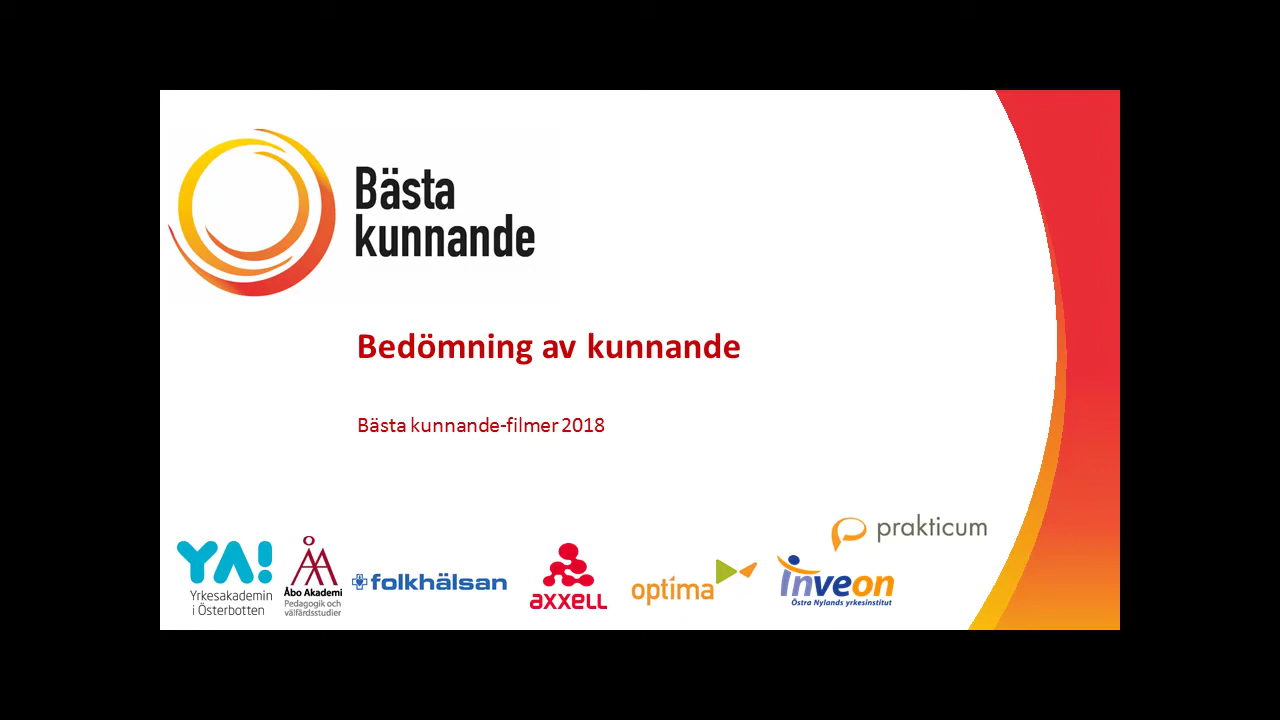 Bästa
kunnande
Bedömning av kunnande
Bästa kunnande-filmer 2018
prakticum
YA!
Yrkesakademin
i Österbotten
Åbo Akademi
Pedagogik och
välfärdsstudier
folkhälsan
axxell
optima
inveon
Östra Nylands yrkesinstitut